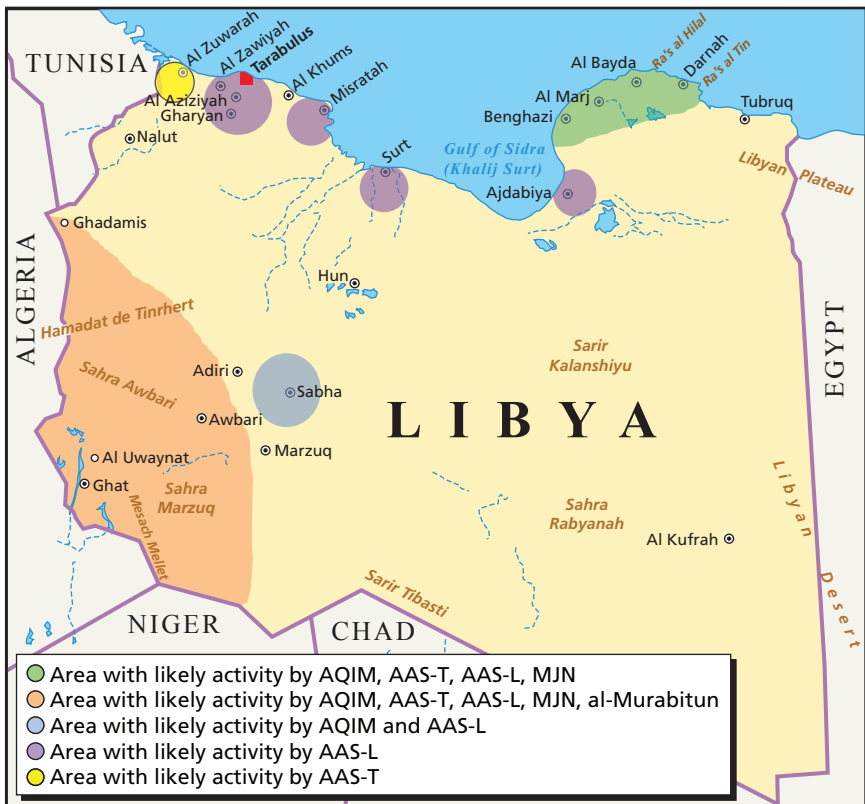 TUNISIA
Al Zuwarah
Al Zawiyah
Tarabulus
Al Khums
Misratah
Al Aziziyah
Gharyan
Nalut
Surt
Gulf of Sidra
(Khalij Surt)
Al Bayda
Ra's al Hilal
Darnah
Ra's al Tin
Al Marj
Benghazi
Tubruq
Ajdabiya
Libyan Plateau
Ghadamis
ALGERIA
Hun
EGYPT
Hamadat de Tinrhert
Sarir
Kalanshiyu
Sahra Awbari
Adiri
Sabha
Awbari
LIBYA
Marzuq
Al Uwaynat
Ghat
Sahra
Marzuq
Mesach Mellet
Sahra
Rabyanah
Al Kufrah
Libyan Desert
Sarir Tibasti
NIGER
CHAD
Area with likely activity by AQIM, AAS-T, AAS-L, MJN
Area with likely activity by AQIM, AAS-T, AAS-L, MJN, al-Murabitun
Area with likely activity by AQIM and AAS-L
Area with likely activity by AAS-L
Area with likely activity by AAS-T